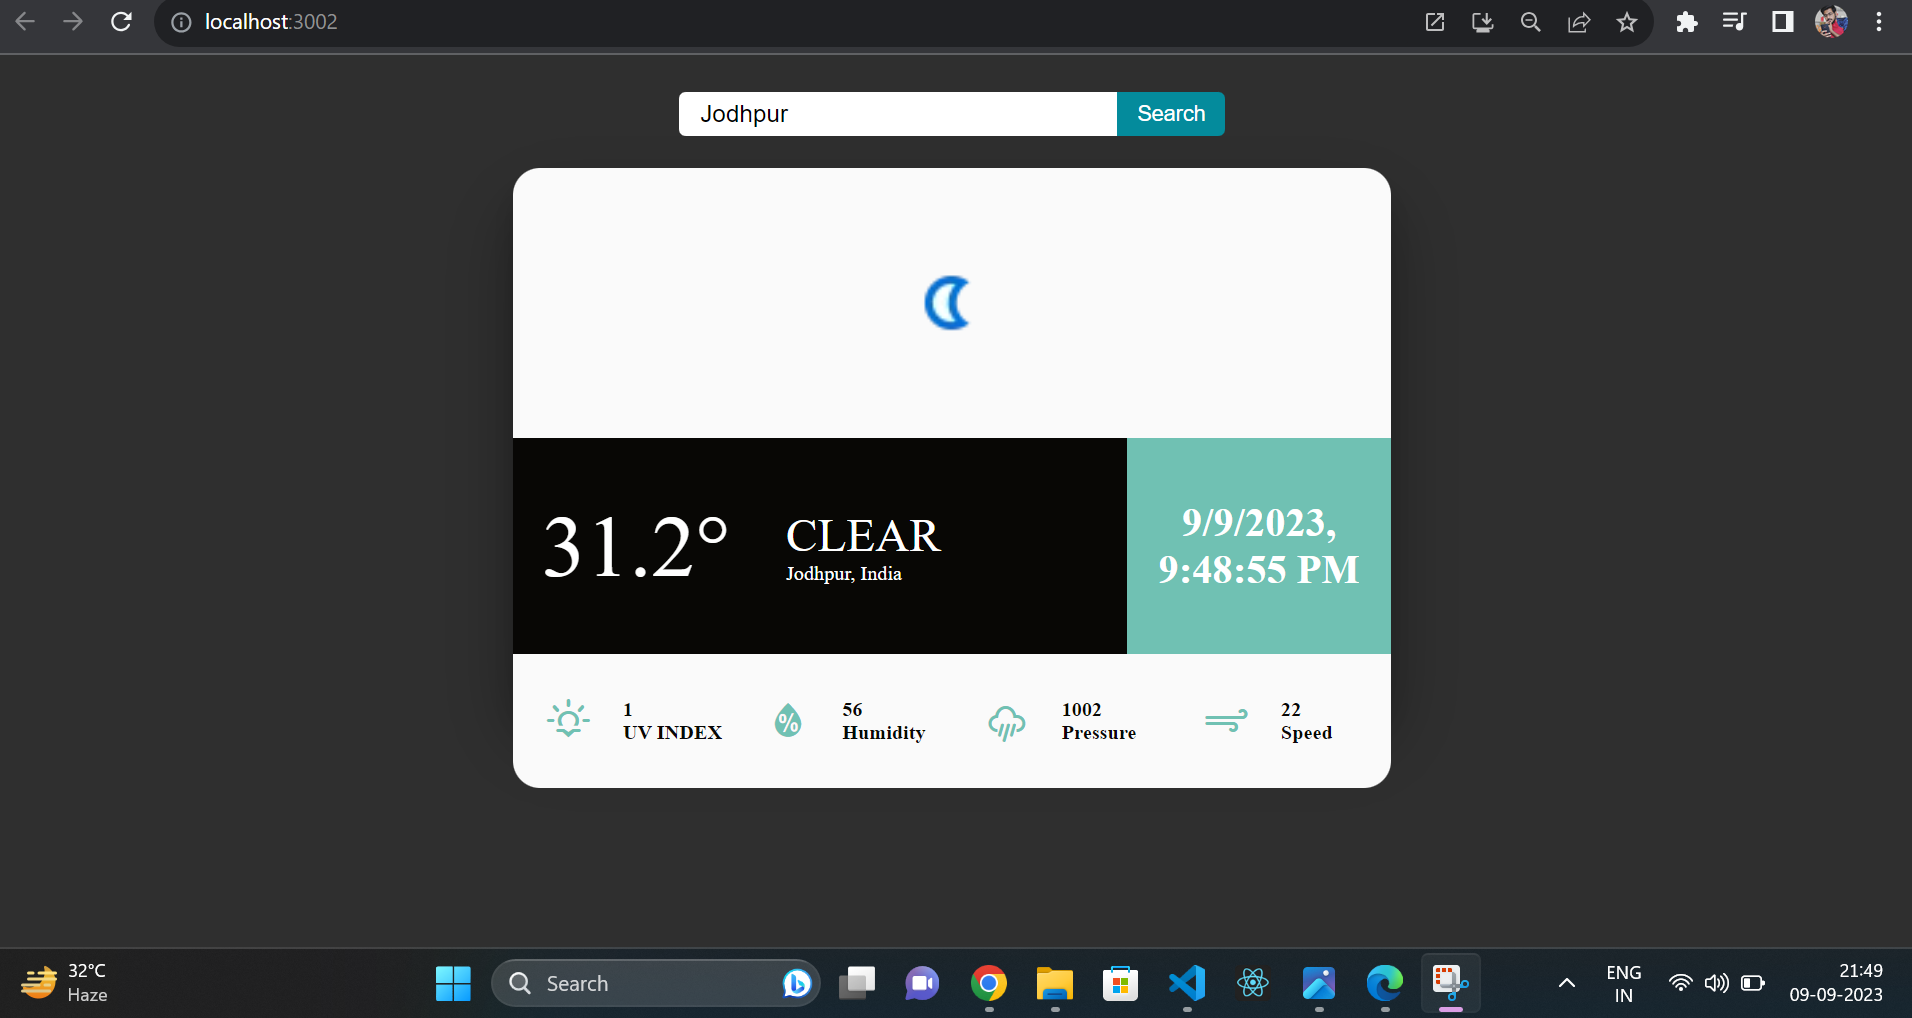 localhost:3002
Jodhpur
Search
31.2°
CLEAR
Jodhpur, India
9/9/2023,
9:48:55 PM
1
UV INDEX
%
56
Humidity
1002
Pressure
22
Speed
32°C
Haze
Search
ENG
IN
21:49
09-09-2023